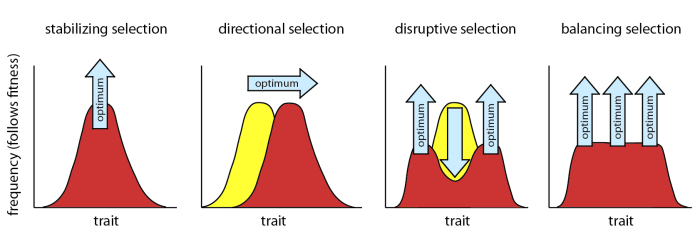 stabilizing selection
directional selection
disruptive selection
balancing selection
frequency (follows fitness)
optimum
optimum
optimum
optimum
optimum
optimum
optimum
trait
trait
trait
trait